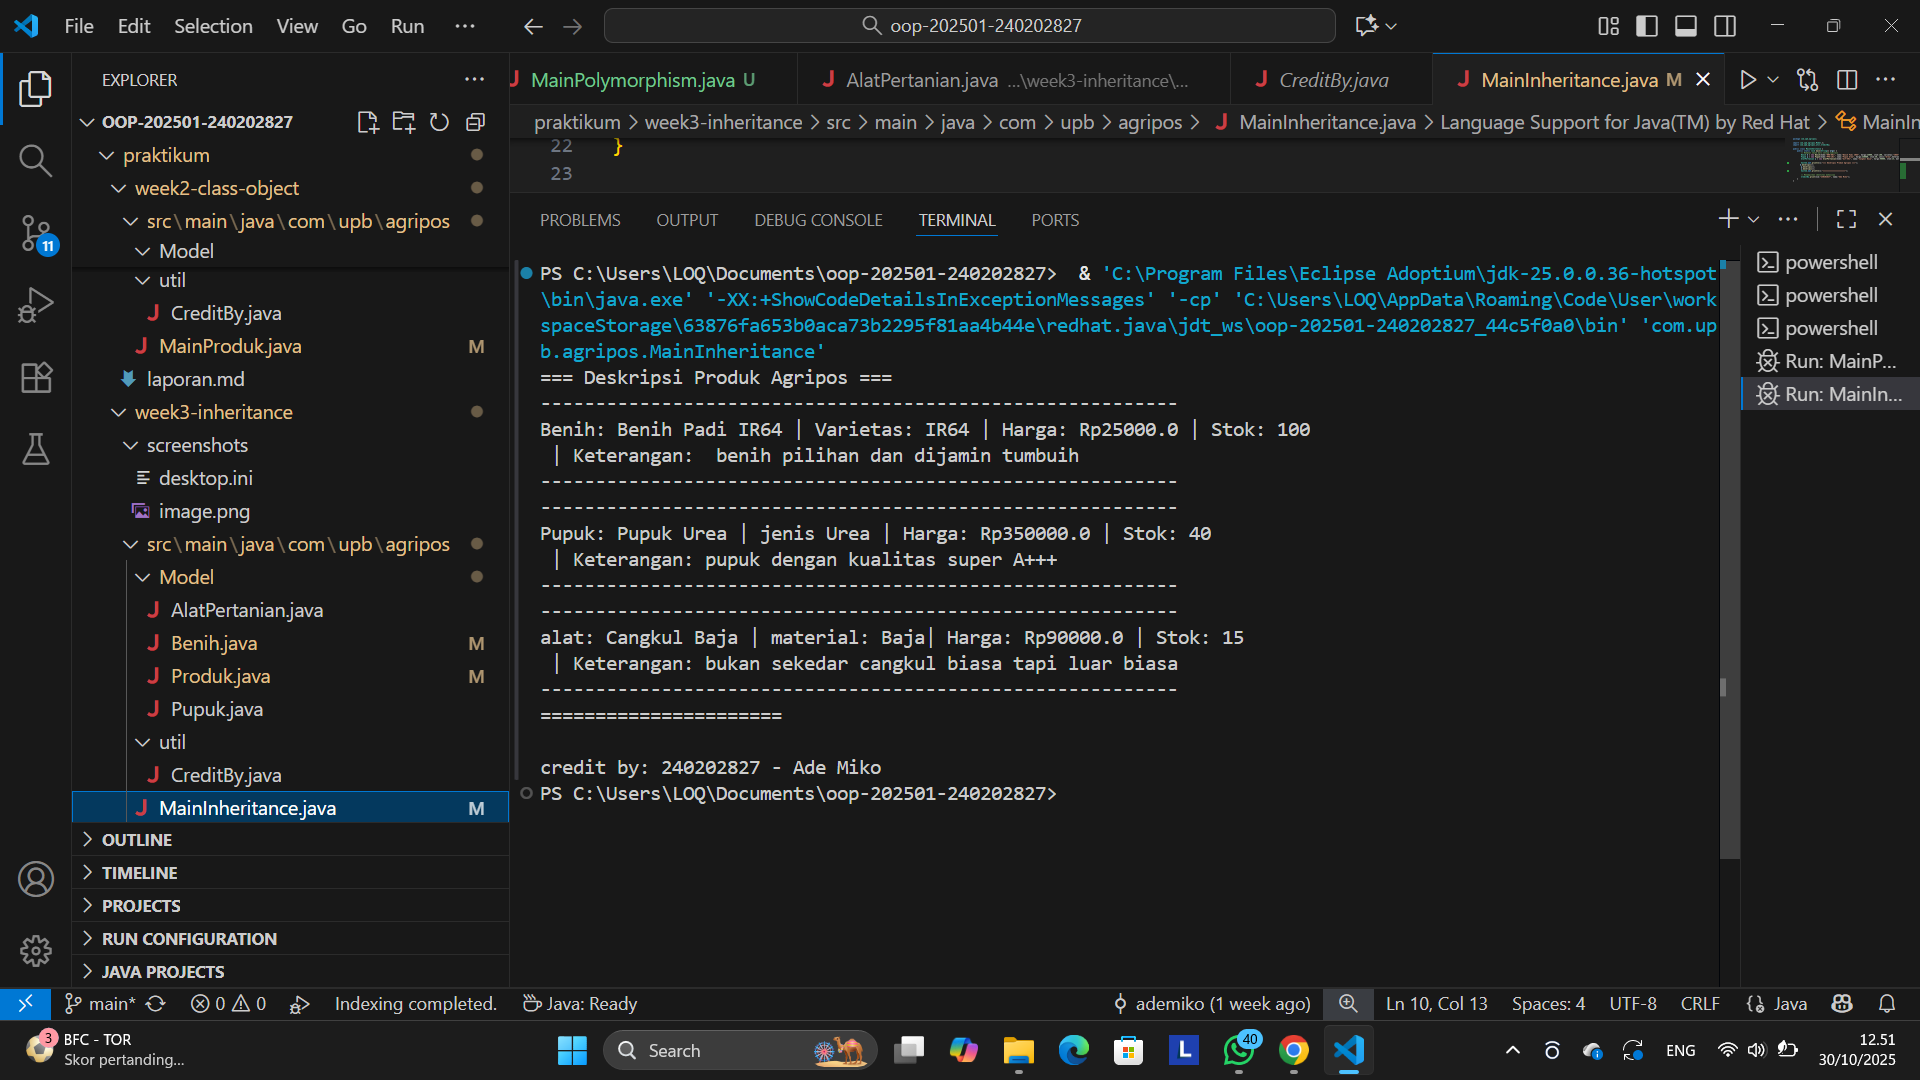 File Edit Selection View Go Run ···
oop-202501-240202827
EXPLORER
OOP-202501-240202827
praktikum
week2-class-object
src\main\java\com\upb\agripos
Model
util
CreditBy.java
MainProduk.java M
laporan.md
week3-inheritance
screenshots
desktop.ini
image.png
src\main\java\com\upb\agripos
Model
AlatPertanian.java
Benih.java M
Produk.java M
Pupuk.java
util
CreditBy.java
MainInheritance.java M
OUTLINE
TIMELINE
PROJECTS
RUN CONFIGURATION
JAVA PROJECTS
11
MainPolymorphism.java U
AlatPertanian.java ...\week3-inheritance\...
CreditBy.java
MainInheritance.java M
praktikum > week3-inheritance > src > main > java > com > upb > agripos > MainInheritance.java > Language Support for Java(TM) by Red Hat > MainIn
22 }
23
PROBLEMS OUTPUT DEBUG CONSOLE TERMINAL PORTS
PS C:\Users\LOQ\Documents\oop-202501-240202827>  & 'C:\Program Files\Eclipse Adoptium\jdk-25.0.0.36-hotspot
\bin\java.exe' '-XX:+ShowCodeDetailsInExceptionMessages' '-cp' 'C:\Users\LOQ\AppData\Roaming\Code\User\work
spaceStorage\63876fa653b0aca73b2295f81aa4b44e\redhat.java\jdt_ws\oop-202501-240202827_44c5f0a0\bin' 'com.up
b.agripos.MainInheritance'
=== Deskripsi Produk Agripos ===
----------------------------------------------------------
Benih: Benih Padi IR64 | Varietas: IR64 | Harga: Rp25000.0 | Stok: 100
 | Keterangan:  benih pilihan dan dijamin tumbuih
----------------------------------------------------------
----------------------------------------------------------
Pupuk: Pupuk Urea | jenis Urea | Harga: Rp350000.0 | Stok: 40
 | Keterangan: pupuk dengan kualitas super A+++
----------------------------------------------------------
----------------------------------------------------------
alat: Cangkul Baja | material: Baja| Harga: Rp90000.0 | Stok: 15
 | Keterangan: bukan sekedar cangkul biasa tapi luar biasa
----------------------------------------------------------
======================
credit by: 240202827 - Ade Miko
PS C:\Users\LOQ\Documents\oop-202501-240202827>
powershell
powershell
powershell
Run: MainP...
Run: MainIn...
main* 0 0 Indexing completed. Java: Ready ademiko (1 week ago) Ln 10, Col 13 Spaces: 4 UTF-8 CRLF {} Java
3
BFC - TOR
Skor pertanding...
Search
L
40
ENG
12.51
30/10/2025